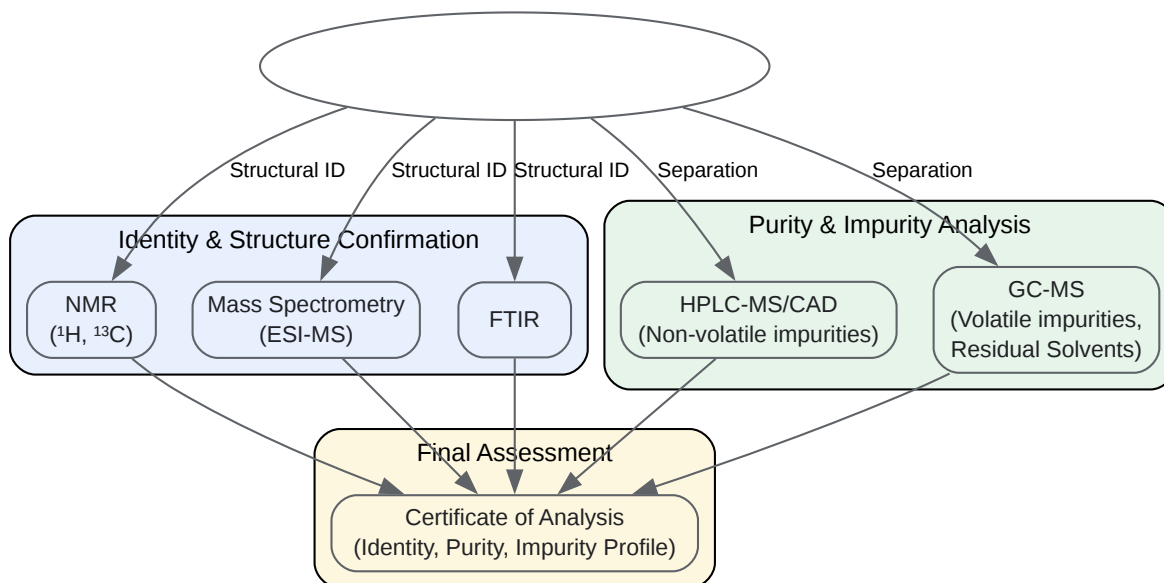 Structural ID
Structural ID
Structural ID
Separation
Separation
Identity & Structure Confirmation
Purity & Impurity Analysis
NMR
(¹H, ¹³C)
Mass Spectrometry
(ESI-MS)
FTIR
HPLC-MS/CAD
(Non-volatile impurities)
GC-MS
(Volatile impurities,
Residual Solvents)
Final Assessment
Certificate of Analysis
(Identity, Purity, Impurity Profile)